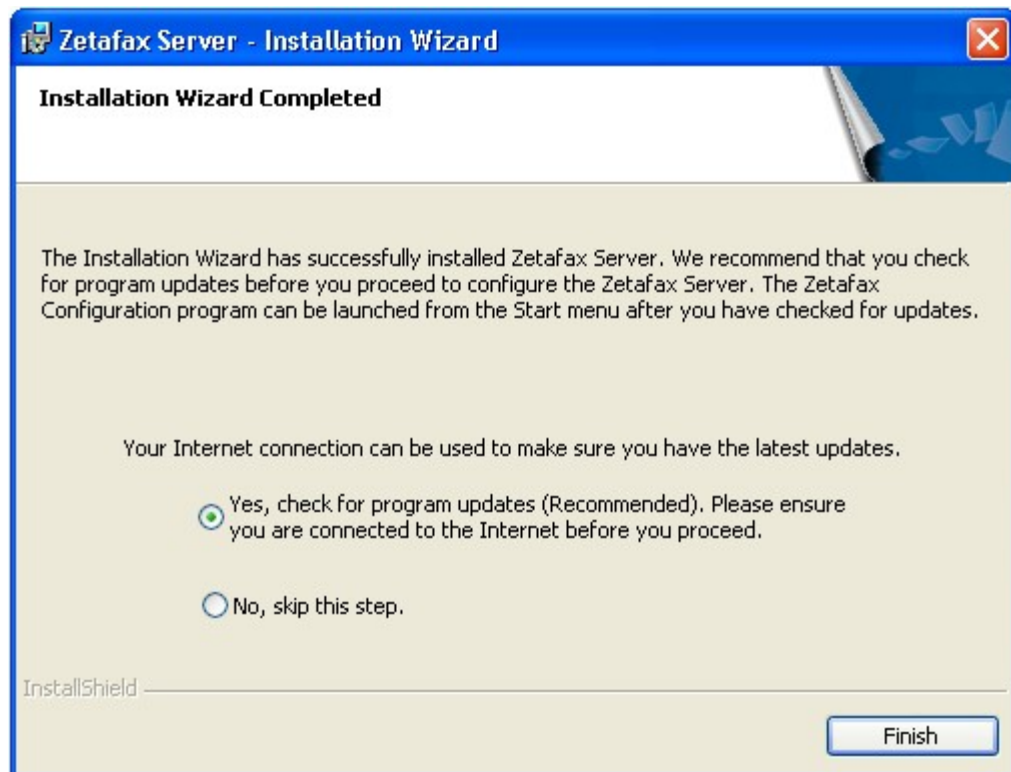 Zetafax Server - Installation Wizard
Installation Wizard Completed
The Installation Wizard has successfully installed Zetafax Server. We recommend that you check
for program updates before you proceed to configure the Zetafax Server. The Zetafax
Configuration program can be launched from the Start menu after you have checked for updates.
Your Internet connection can be used to make sure you have the latest updates.
Yes, check for program updates (Recommended). Please ensure
you are connected to the Internet before you proceed.
No, skip this step.
InstallShield
Finish